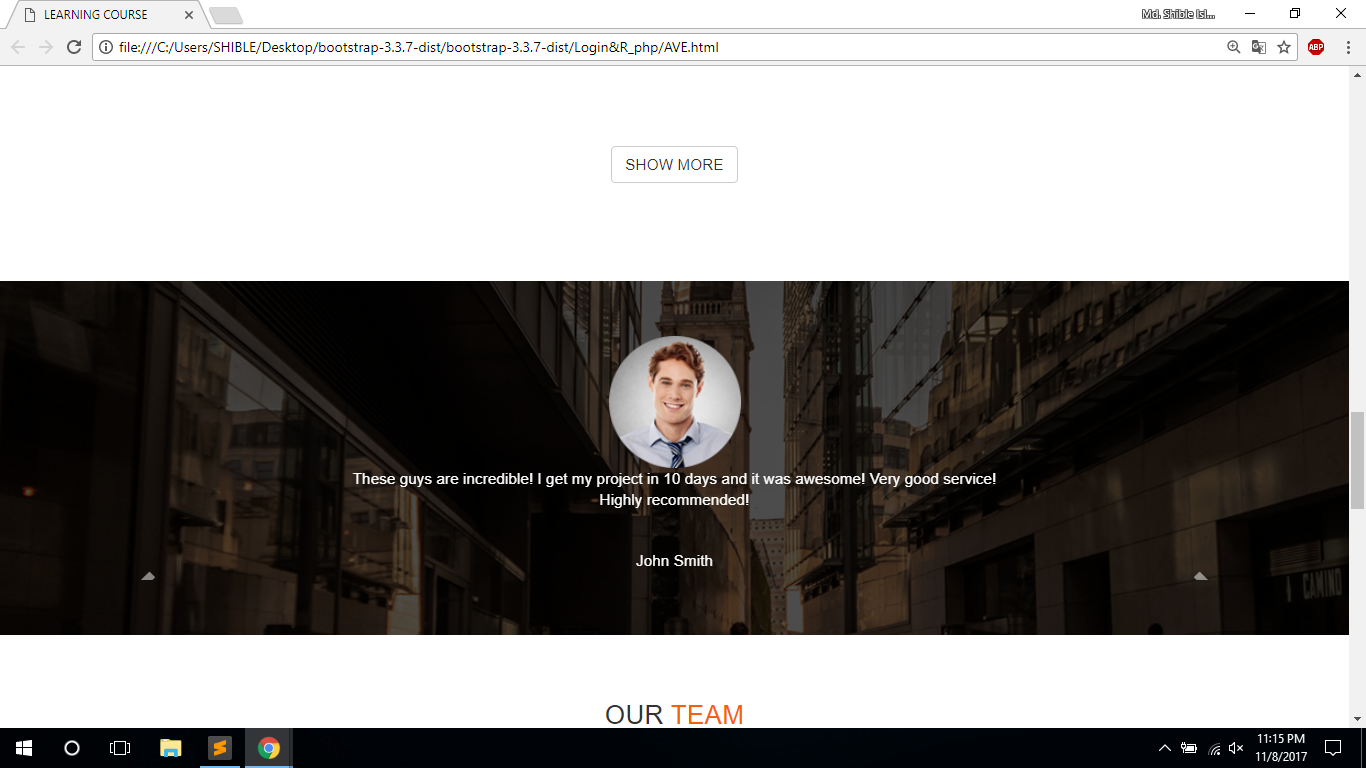 LEARNING COURSE
Md. Shible Isl...
file:///C:/Users/SHIBLE/Desktop/bootstrap-3.3.7-dist/bootstrap-3.3.7-dist/Login&R_php/AVE.html
ABP
SHOW MORE
These guys are incredible! I get my project in 10 days and it was awesome! Very good service!
Highly recommended!
John Smith
CAMINO
OUR TEAM
11:15 PM
11/8/2017